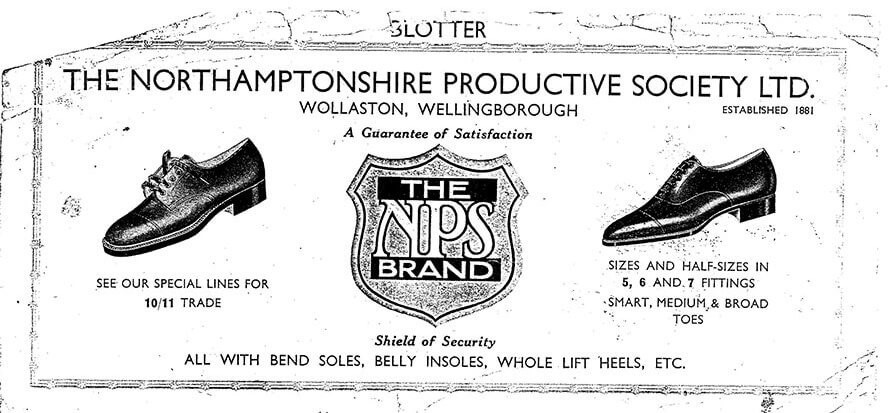 BLOTTER
THE NORTHAMPTONSHIRE PRODUCTIVE SOCIETY LTD.
WOLLASTON, WELLINGBOROUGH
ESTABLISHED 1881
A Guarantee of Satisfaction
THE
NPS
BRAND
SEE OUR SPECIAL LINES FOR
10/11 TRADE
SIZES AND HALF-SIZES IN
5, 6 AND 7 FITTINGS
SMART, MEDIUM & BROAD
TOES
Shield of Security
ALL WITH BEND SOLES, BELLY INSOLES, WHOLE LIFT HEELS, ETC.